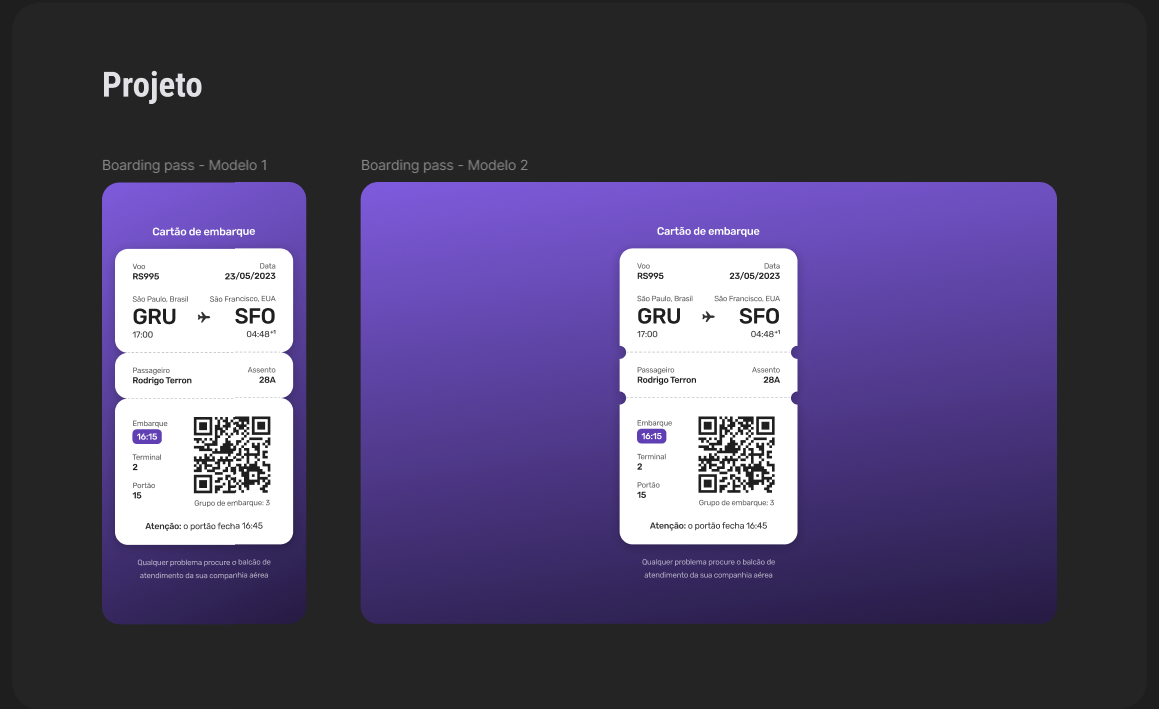 Projeto
Boarding pass - Modelo 1
Cartão de embarque
Voo Data
RS995 23/05/2023
São Paulo, Brasil São Francisco, EUA
GRU SFO
17:00 04:48+1
Passageiro Assento
Rodrigo Terron 28A
Embarque
16:15
Terminal
2
Portão
15
Grupo de embarque: 3
Atenção: o portão fecha 16:45
Qualquer problema procure o balcão de
atendimento da sua companhia aérea
Boarding pass - Modelo 2
Cartão de embarque
Voo Data
RS995 23/05/2023
São Paulo, Brasil São Francisco, EUA
GRU SFO
17:00 04:48+1
Passageiro Assento
Rodrigo Terron 28A
Embarque
16:15
Terminal
2
Portão
15
Grupo de embarque: 3
Atenção: o portão fecha 16:45
Qualquer problema procure o balcão de
atendimento da sua companhia aérea